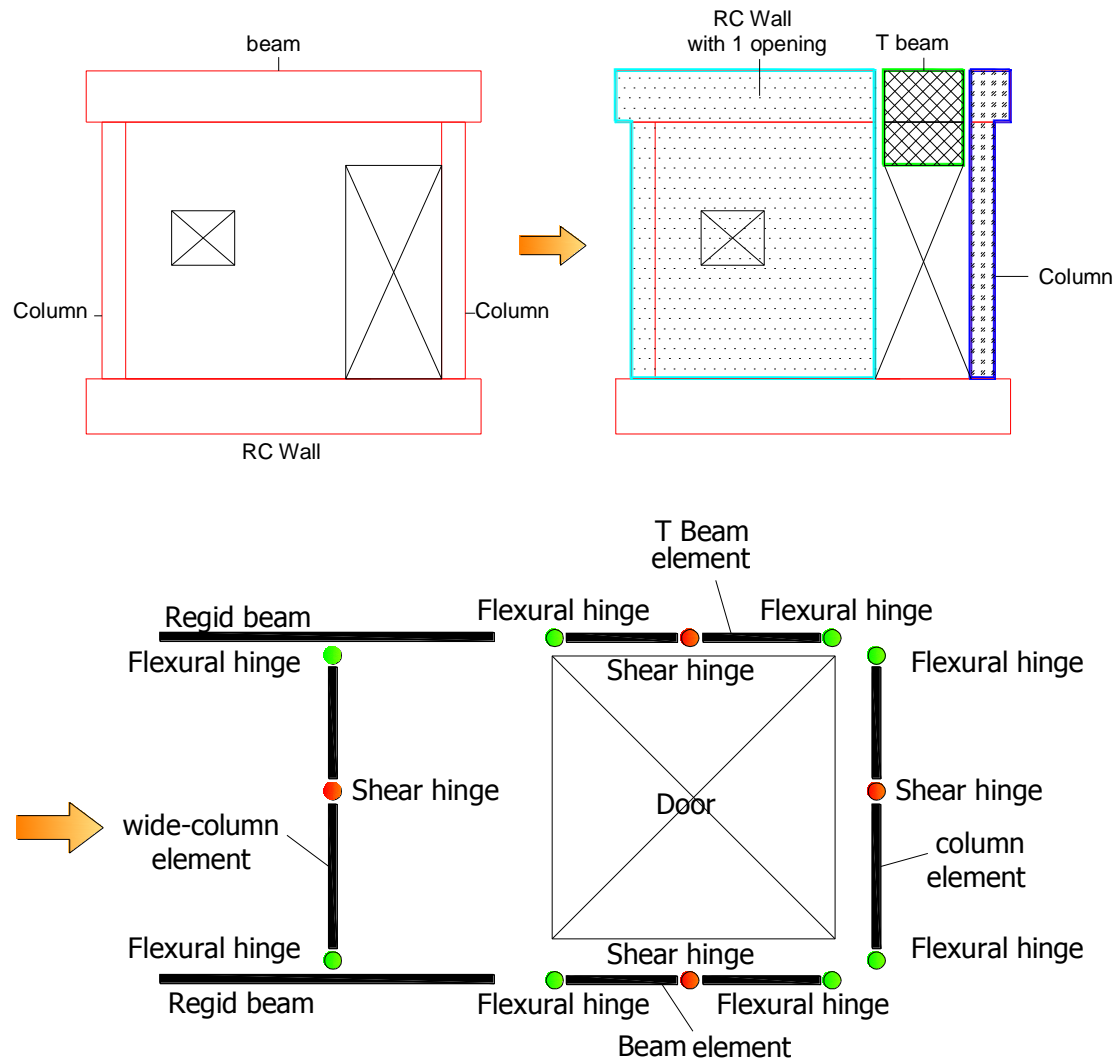 beam
Column
Column
RC Wall
RC Wall
with 1 opening
T beam
Column
T Beam
element
Regid beam
Flexural hinge
Flexural hinge
Flexural hinge
Shear hinge
Flexural hinge
Shear hinge
Door
Shear hinge
wide-column
element
column
element
Flexural hinge
Shear hinge
Flexural hinge
Regid beam
Flexural hinge
Flexural hinge
Beam element